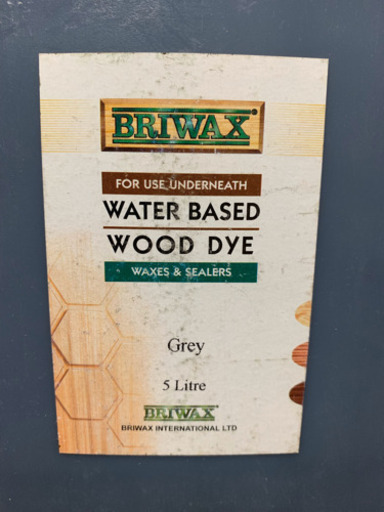 BRIWAX
FOR USE UNDERNEATH
WATER BASED
WOOD DYE
WAXES & SEALERS
Grey
5 Litre
BRIWAX
BRIWAX INTERNATIONAL LTD